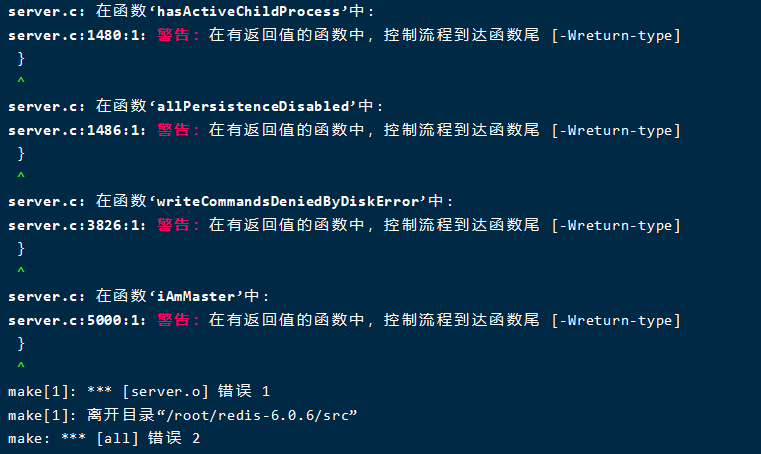 server.c: 在函数‘hasActiveChildProcess’中:
server.c:1480:1: 警告: 在有返回值的函数中, 控制流程到达函数尾 [-Wreturn-type]
}
^
server.c: 在函数‘allPersistenceDisabled’中:
server.c:1486:1: 警告: 在有返回值的函数中, 控制流程到达函数尾 [-Wreturn-type]
}
^
server.c: 在函数‘writeCommandsDeniedByDiskError’中:
server.c:3826:1: 警告: 在有返回值的函数中, 控制流程到达函数尾 [-Wreturn-type]
}
^
server.c: 在函数‘iAmMaster’中:
server.c:5000:1: 警告: 在有返回值的函数中, 控制流程到达函数尾 [-Wreturn-type]
}
^
make[1]: *** [server.o] 错误 1
make[1]: 离开目录“/root/redis-6.0.6/src”
make: *** [all] 错误 2